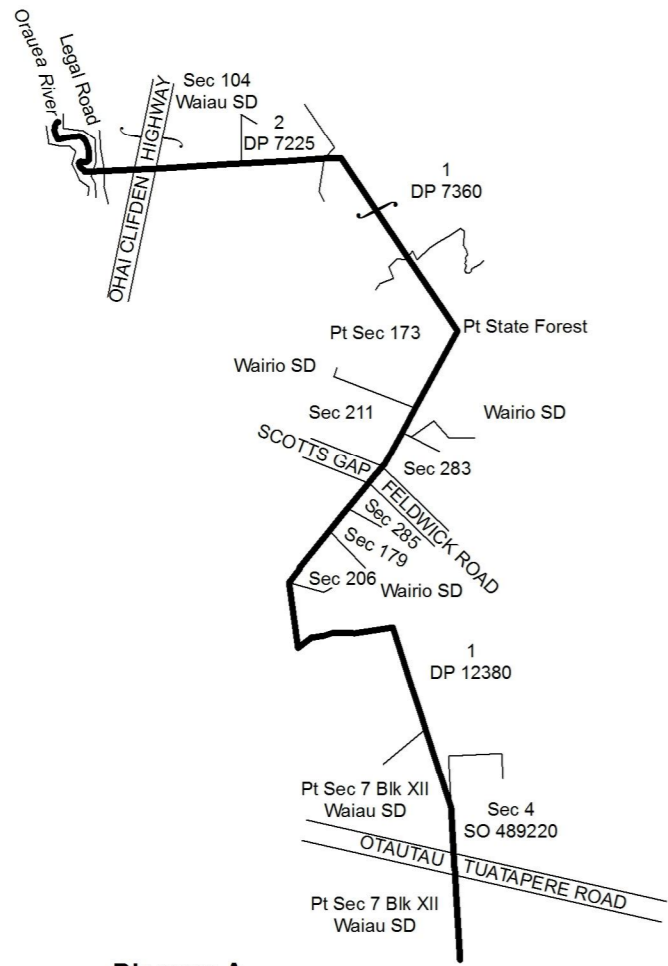 Orauea River
Legal Road
OHAI CLIFDEN HIGHWAY
Sec 104
Waiau SD
2
DP 7225
1
DP 7360
Pt State Forest
Pt Sec 173
Wairio SD
Sec 211
Wairio SD
SCOTTS GAP FELDWICK ROAD
Sec 283
Sec 285
Sec 179
Sec 206
Wairio SD
1
DP 12380
Pt Sec 7 Blk XII
Waiau SD
Sec 4
SO 489220
OTAUTAU TUATAPERE ROAD
Pt Sec 7 Blk XII
Waiau SD